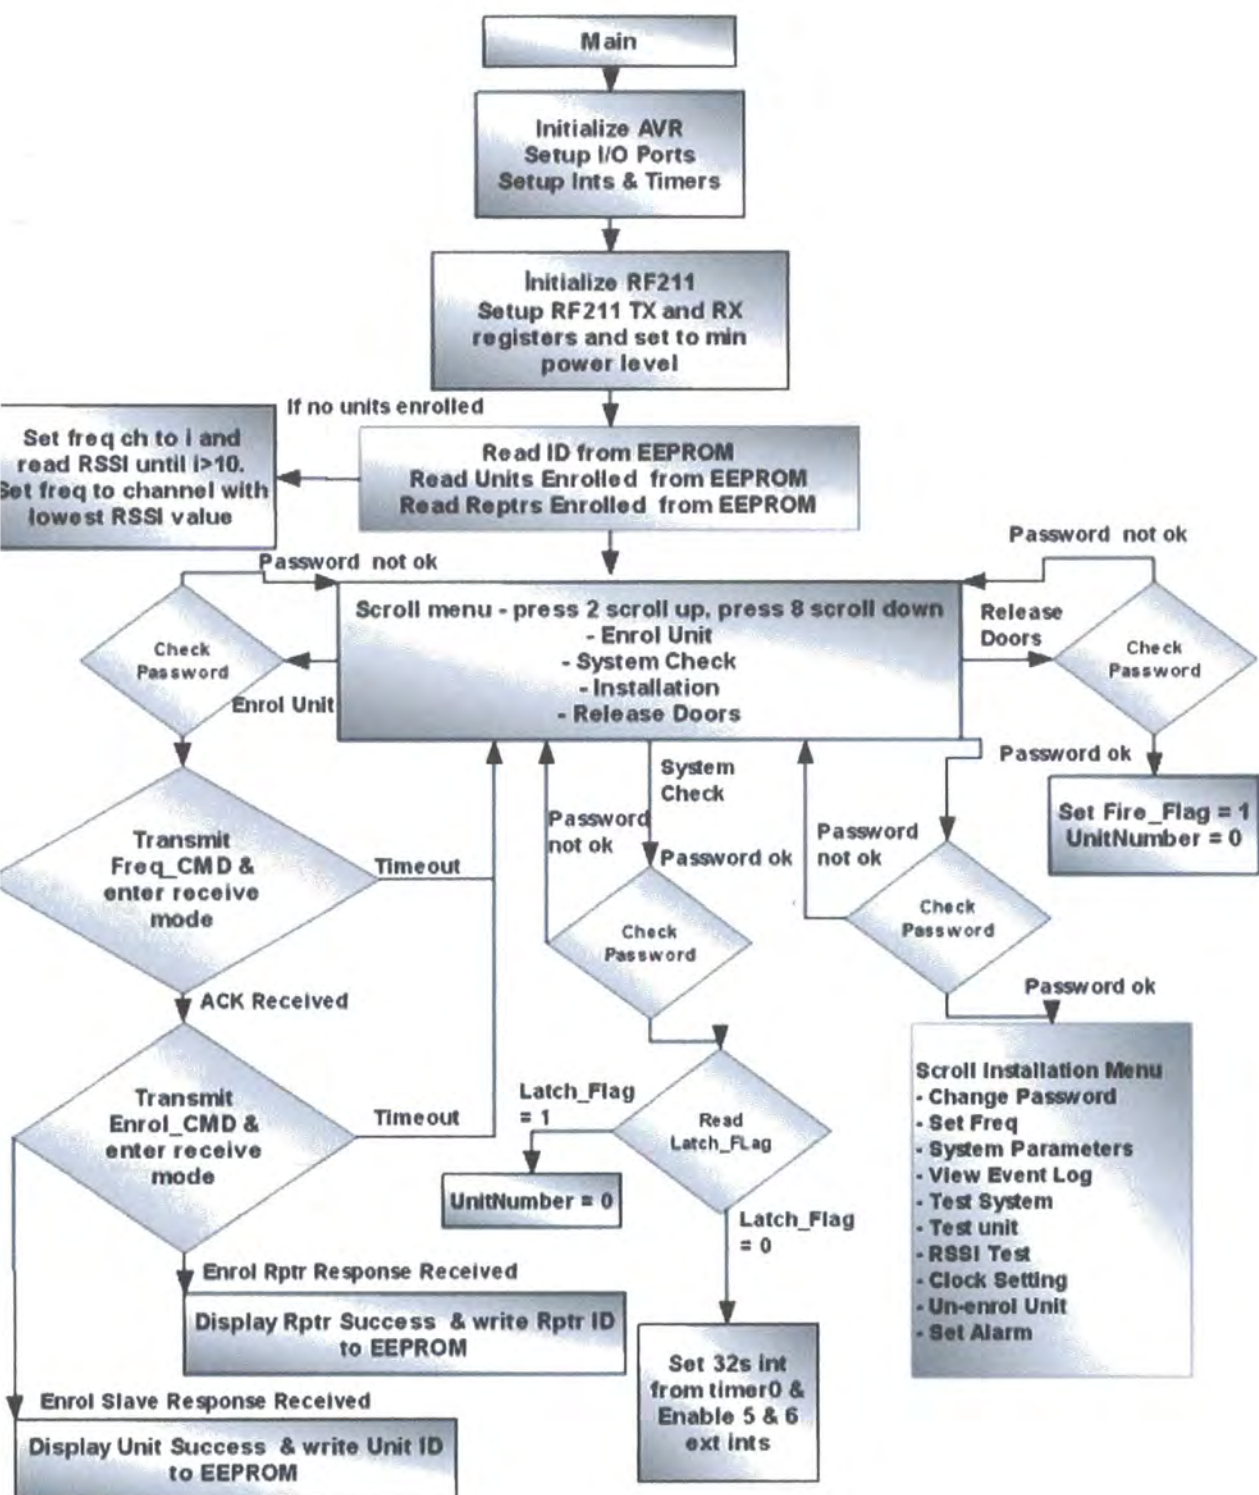 Main
Initialize AVR
Setup I/O Ports
Setup Ints & Timers
Initialize RF211
Setup RF211 TX and RX
registers and set to min
power level
If no units enrolled
Set freq ch to i and
read RSSI until i>10.
Set freq to channel with
lowest RSSI value
Read ID from EEPROM
Read Units Enrolled from EEPROM
Read Reptrs Enrolled from EEPROM
Password not ok
Password not ok
Scroll menu - press 2 scroll up, press 8 scroll down
- Enrol Unit
- System Check
- Installation
- Release Doors
Check
Password
Enrol Unit
Release
Doors
Check
Password
Password ok
Set Fire_Flag = 1
UnitNumber = 0
System
Check
Password
not ok
Password ok
Password
not ok
Transmit
Freq_CMD &
enter receive
mode
Timeout
Check
Password
Check
Password
ACK Received
Password ok
Transmit
Enrol_CMD &
enter receive
mode
Timeout
Latch_Flag
= 1
Read
Latch_FLag
UnitNumber = 0
Latch_Flag
= 0
Scroll Installation Menu
- Change Password
- Set Freq
- System Parameters
- View Event Log
- Test System
- Test unit
- RSSI Test
- Clock Setting
- Un-enrol Unit
- Set Alarm
Enrol Rptr Response Received
Display Rptr Success & write Rptr ID
to EEPROM
Set 32s int
from timer0 &
Enable 5 & 6
ext ints
Enrol Slave Response Received
Display Unit Success & write Unit ID
to EEPROM